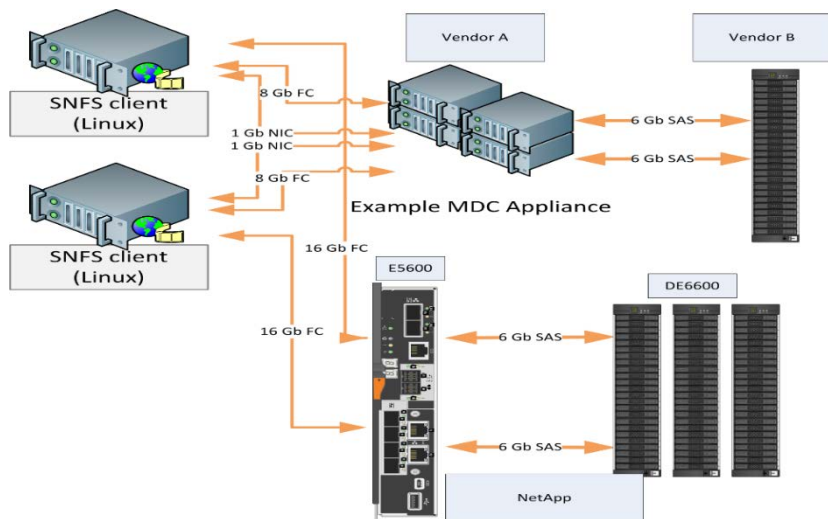 Vendor A
Vendor B
8 Gb FC
SNFS client
(Linux)
1 Gb NIC
1 Gb NIC
6 Gb SAS
6 Gb SAS
8 Gb FC
SNFS client
(Linux)
Example MDC Appliance
16 Gb FC
E5600
DE6600
16 Gb FC
6 Gb SAS
6 Gb SAS
NetApp